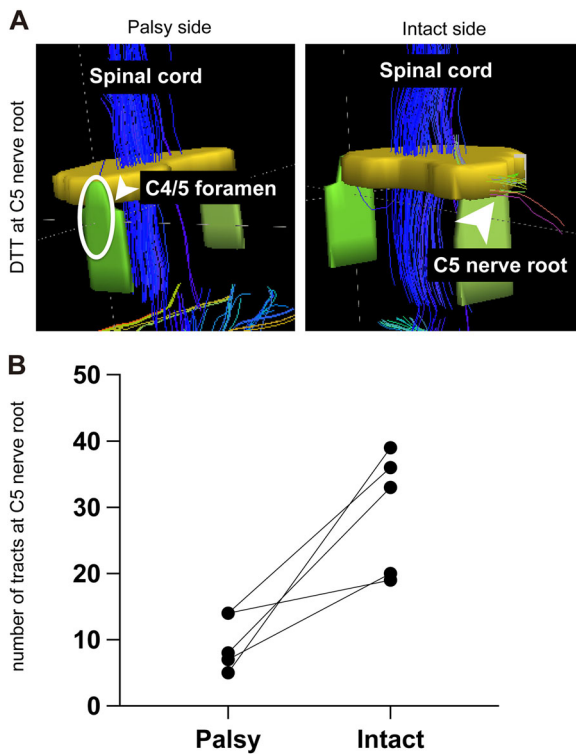 A
Palsy side
Intact side
DTT at C5 nerve root
Spinal cord
C4/5 foramen
Spinal cord
C5 nerve root
B
number of tracts at C5 nerve root
50
40
30
20
10
0
Palsy
Intact